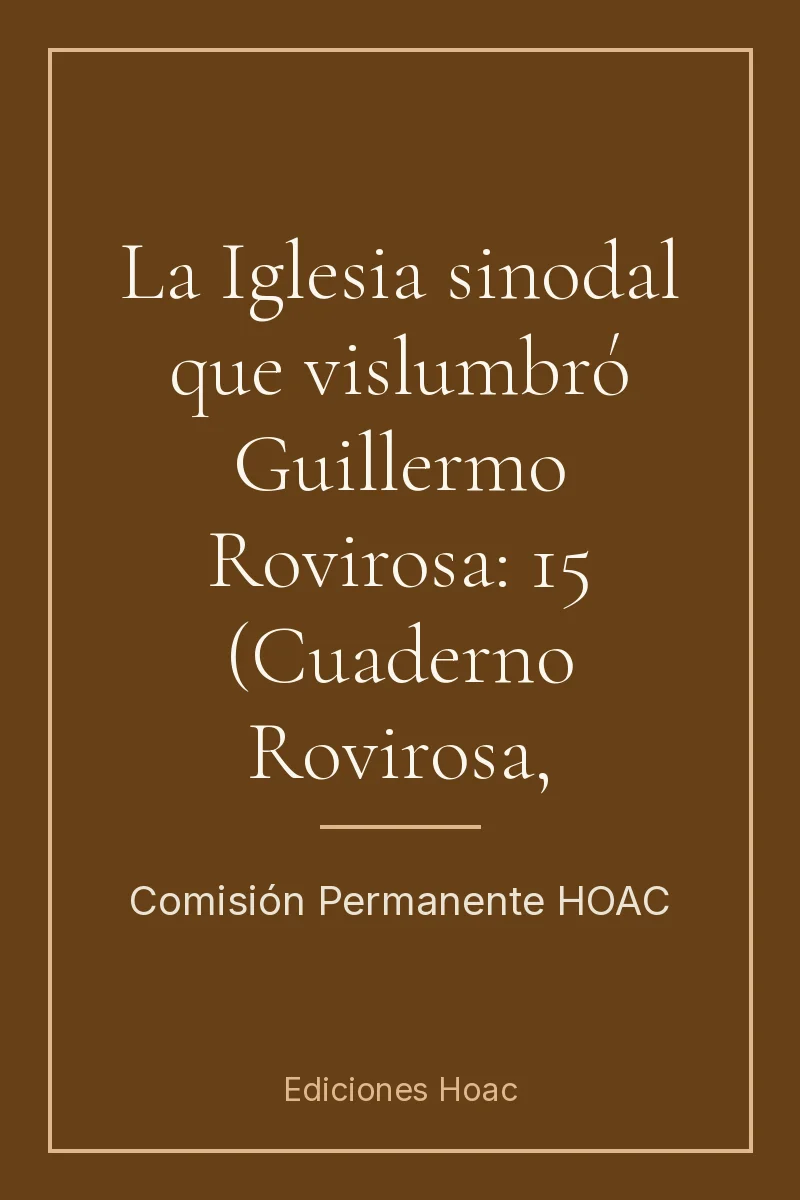 La Iglesia sinodal
que vislumbró
Guillermo
Rovirosa: 15
(Cuaderno
Rovirosa,
Comisión Permanente HOAC
Ediciones Hoac